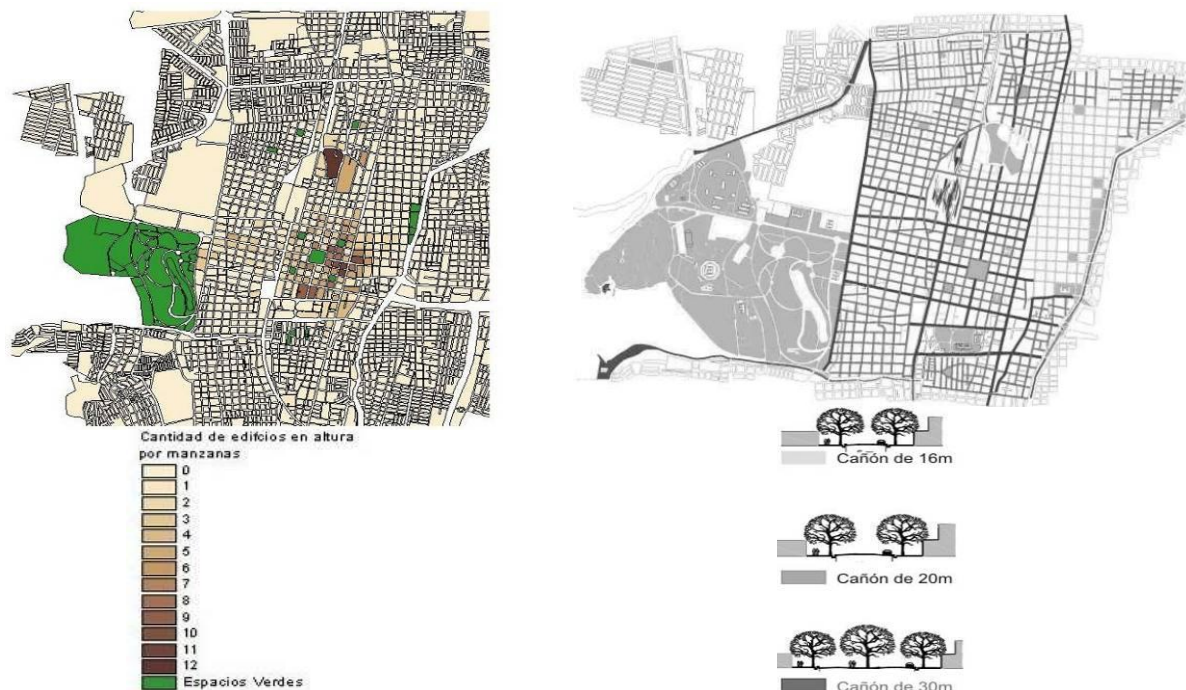 Cantidad de edificios en altura
por manzanas
0
1
2
3
4
5
6
7
8
9
10
11
12
Espacios Verdes
Cañón de 16m
Cañón de 20m
Cañón de 30m